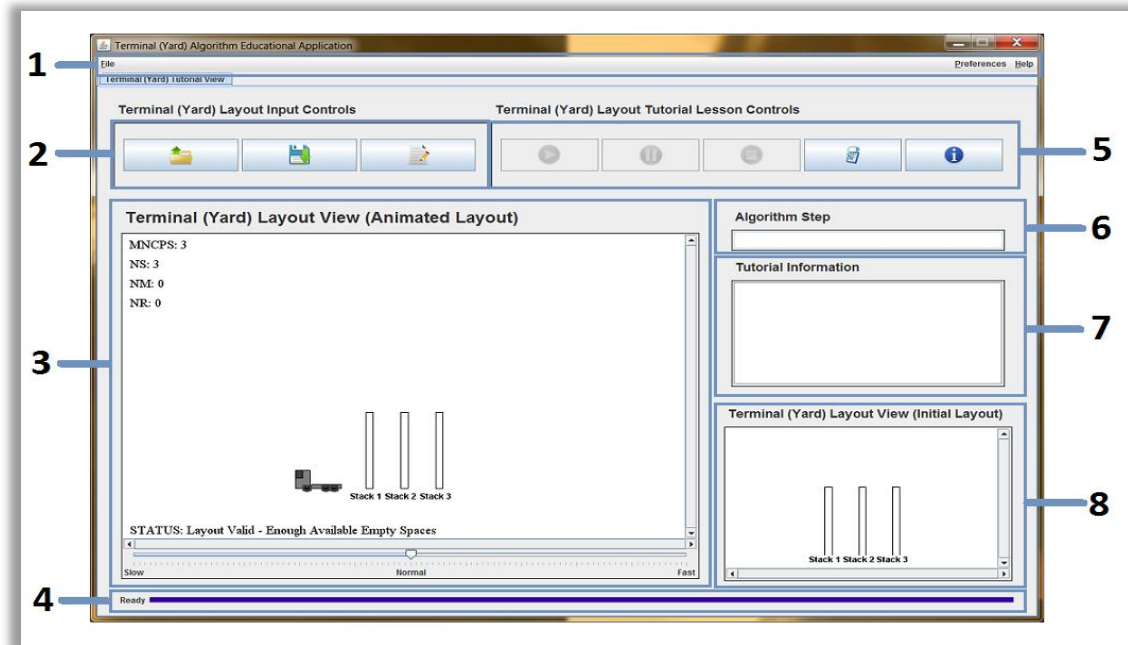 Terminal (Yard) Algorithm Educational Application
1
File Preferences Help
Terminal (Yard) Tutorial View
Terminal (Yard) Layout Input Controls
Terminal (Yard) Layout Tutorial Lesson Controls
2
5
Terminal (Yard) Layout View (Animated Layout)
MNCPS: 3
NS: 3
NM: 0
NR: 0
Stack 1 Stack 2 Stack 3
STATUS: Layout Valid - Enough Available Empty Spaces
Slow Normal Fast
3
Algorithm Step
6
Tutorial Information
7
Terminal (Yard) Layout View (Initial Layout)
Stack 1 Stack 2 Stack 3
8
4
Ready